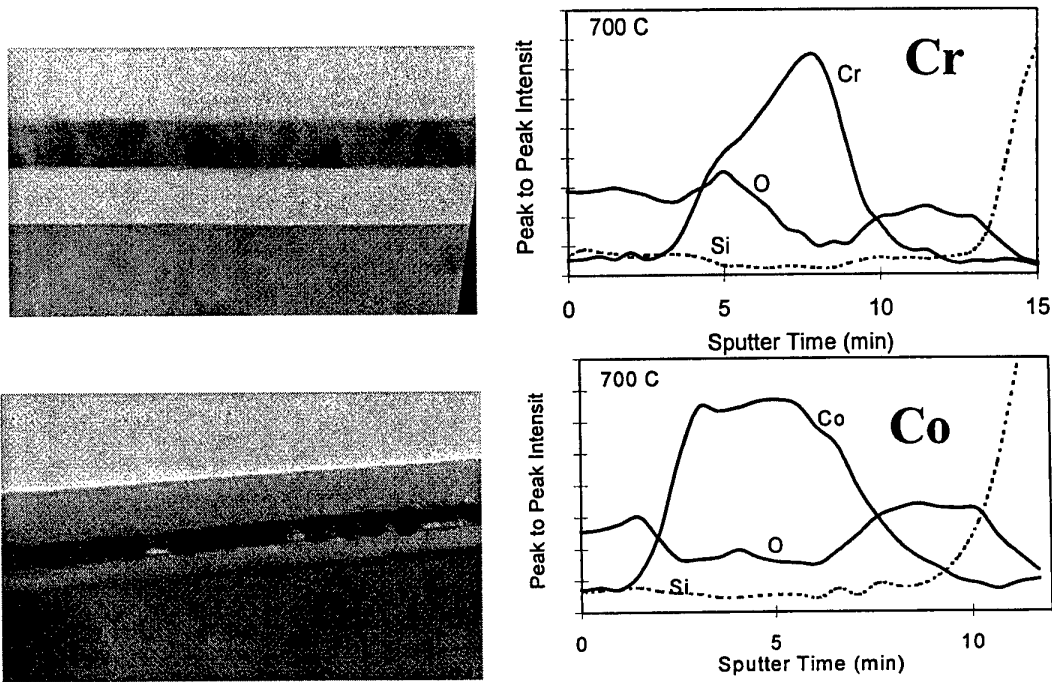 700 C
Cr
Cr
O
Si
Peak to Peak Intensit
0 5 10 15
Sputter Time (min)
700 C
Co
Co
O
Si
Peak to Peak Intensit
0 5 10
Sputter Time (min)